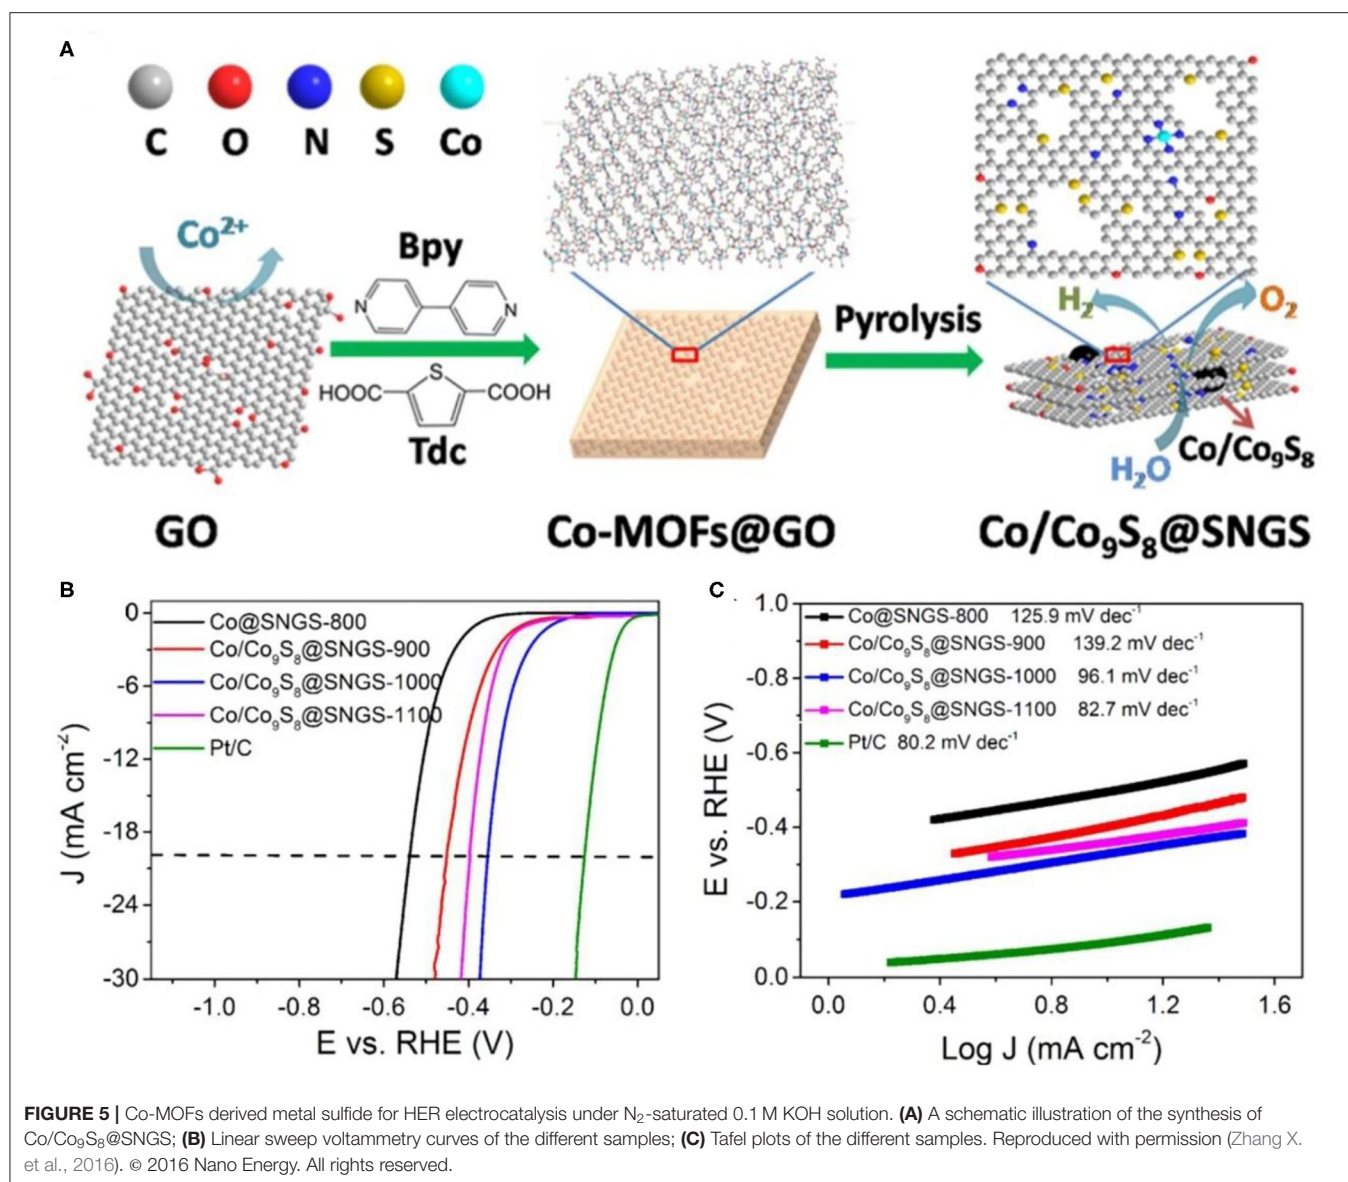 A
C O N S Co
Co²⁺
Bpy
N N
S
HOOC COOH
Tdc
Pyrolysis
H₂ O₂
H₂O
Co/Co₉S₈
GO
Co-MOFs@GO
Co/Co₉S₈@SNGS
B
Co@SNGS-800
Co/Co₉S₈@SNGS-900
Co/Co₉S₈@SNGS-1000
Co/Co₉S₈@SNGS-1100
Pt/C
0
-6
-12
-18
-24
-30
J (mA cm⁻²)
-1.0 -0.8 -0.6 -0.4 -0.2 0.0
E vs. RHE (V)
C
Co@SNGS-800 125.9 mV dec⁻¹
Co/Co₉S₈@SNGS-900 139.2 mV dec⁻¹
Co/Co₉S₈@SNGS-1000 96.1 mV dec⁻¹
Co/Co₉S₈@SNGS-1100 82.7 mV dec⁻¹
Pt/C 80.2 mV dec⁻¹
-1.0
-0.8
-0.6
-0.4
-0.2
0.0
E vs. RHE (V)
0.0 0.4 0.8 1.2 1.6
Log J (mA cm⁻²)
FIGURE 5 | Co-MOFs derived metal sulfide for HER electrocatalysis under N₂-saturated 0.1 M KOH solution. (A) A schematic illustration of the synthesis of
Co/Co₉S₈@SNGS; (B) Linear sweep voltammetry curves of the different samples; (C) Tafel plots of the different samples. Reproduced with permission (Zhang X.
et al., 2016). © 2016 Nano Energy. All rights reserved.